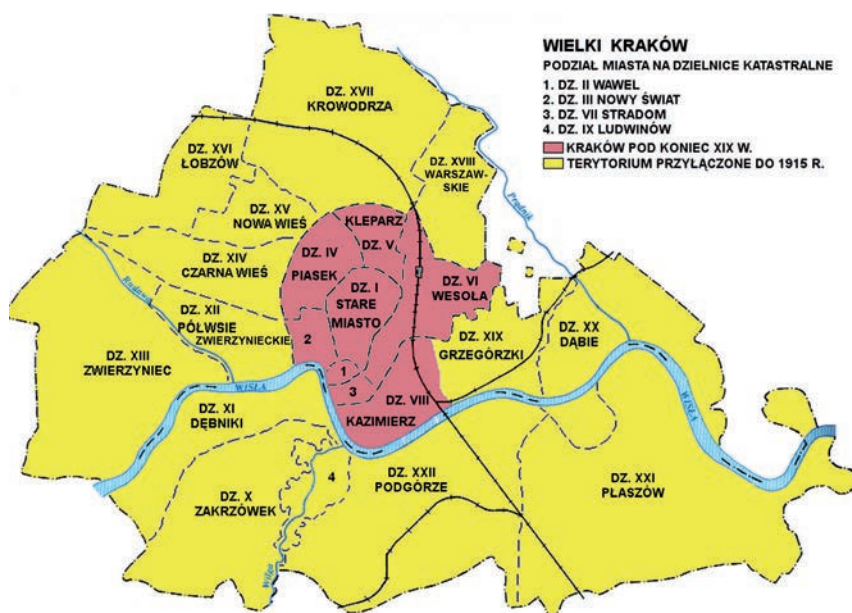 WIELKI KRAKÓW
PODZIAŁ MIASTA NA DZIELNICE KATASTRALNE
1. DZ. II WAWEL
2. DZ. III NOWY ŚWIAT
3. DZ. VII STRADOM
4. DZ. IX LUDWINÓW
KRAKÓW POD KONIEC XIX W.
TERYTORIUM PRZYŁĄCZONE DO 1915 R.
DZ. XVII
KROWODRZA
DZ. XVI
ŁOBZÓW
DZ. XVIII
WARSZAW-
SKIE
Prądnik
DZ. XV
NOWA WIEŚ
KLEPARZ
DZ. V
DZ. XIV
CZARNA WIEŚ
DZ. IV
PIASEK
DZ. I
STARE
MIASTO
DZ. VI
WESOŁA
Rudawa
DZ. XII
PÓŁWSIE
ZWIERZYNIECKIE
2
DZ. XIX
GRZEGÓRZKI
DZ. XX
DĄBIE
DZ. XIII
ZWIERZYNIEC
1
3
WISŁA
DZ. VIII
KAZIMIERZ
WISŁA
DZ. XI
DĘBNIKI
4
DZ. X
ZAKRZÓWEK
DZ. XXII
PODGÓRZE
DZ. XXI
PŁASZÓW
Wilga